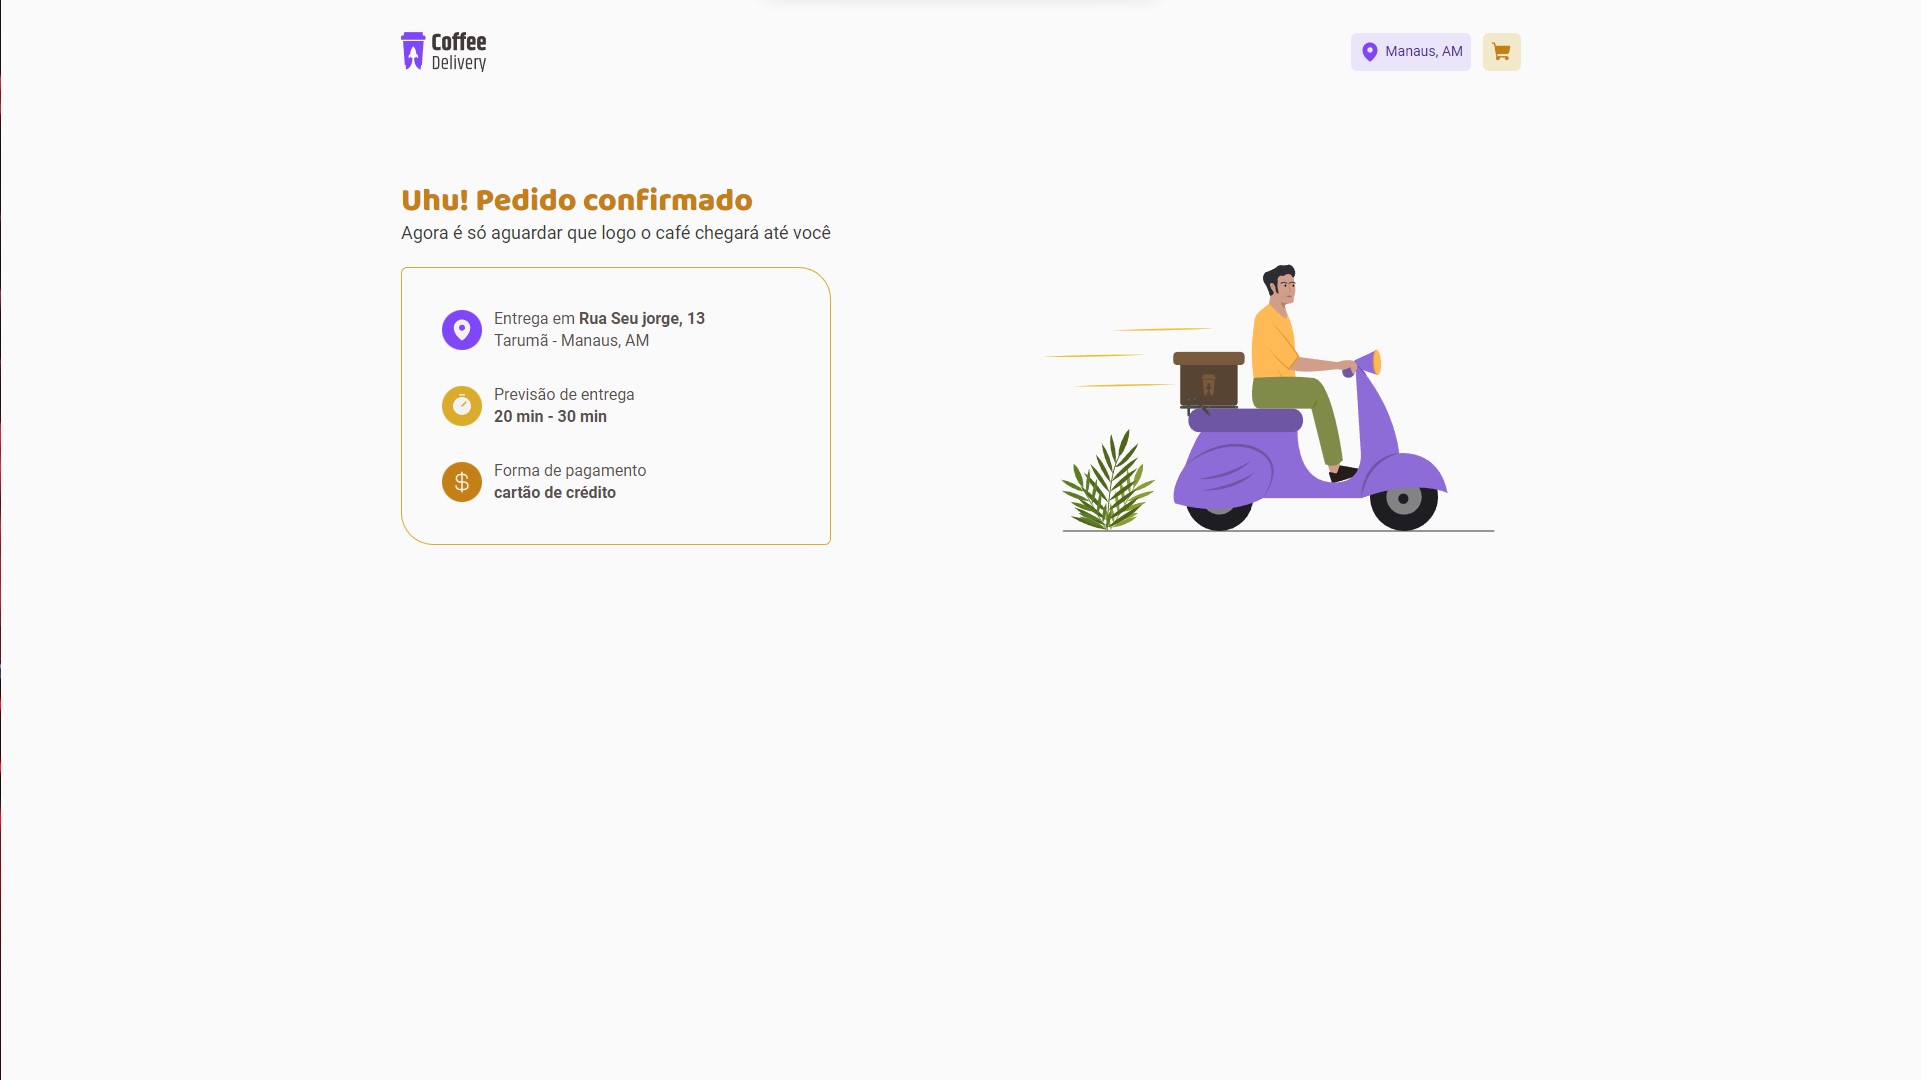 Coffee
Delivery
Manaus, AM
Uhu! Pedido confirmado
Agora é só aguardar que logo o café chegará até você
Entrega em Rua Seu jorge, 13
Tarumã - Manaus, AM
Previsão de entrega
20 min - 30 min
Forma de pagamento
cartão de crédito